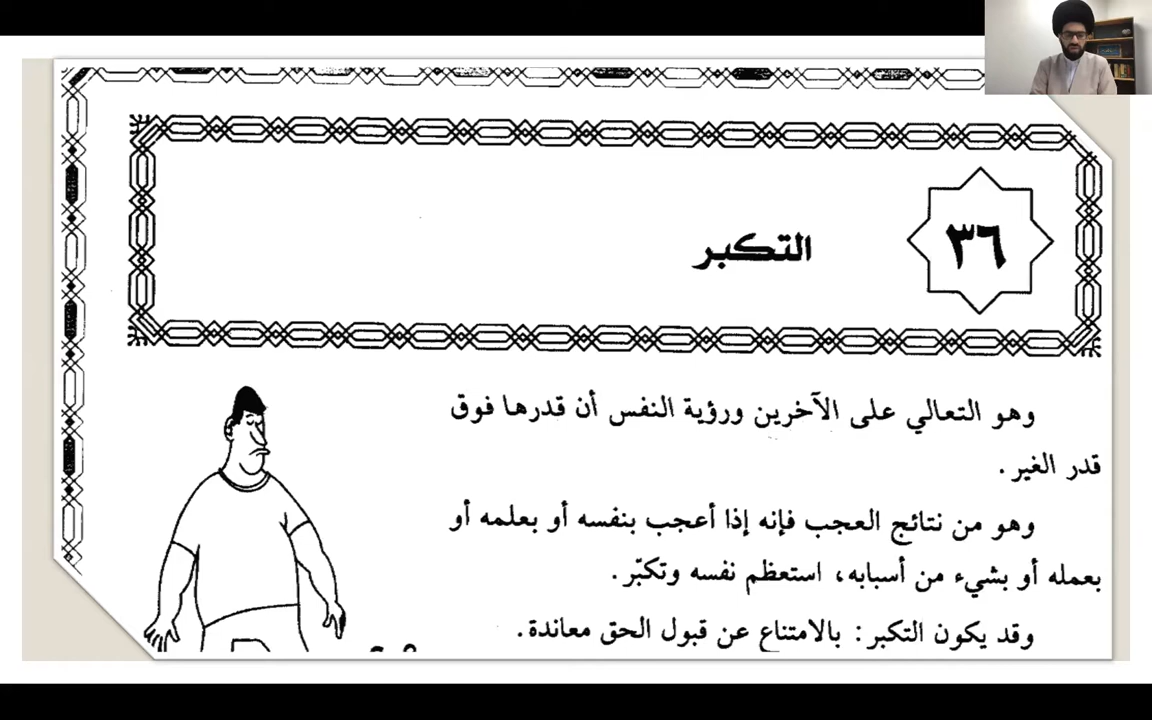 ٣٦
التكبر
وهو التعالي على الآخرين ورؤية النفس أن قدرها فوق
قدر الغير .
وهو من نتائج العجب فإنه إذا أعجب بنفسه أو بعلمه أو
بعمله أو بشيء من أسبابه، استعظم نفسه وتكبّر .
وقد يكون التكبر : بالامتناع عن قبول الحق معاندة .